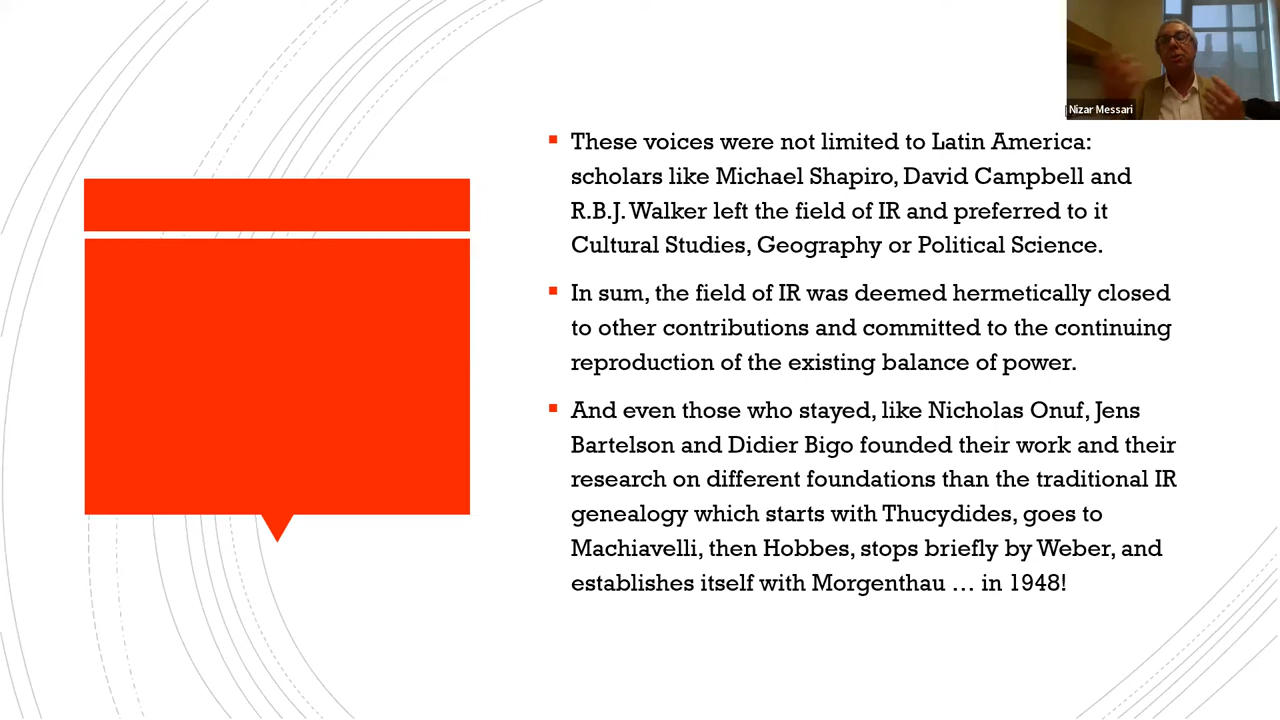 Nizar Messari
These voices were not limited to Latin America:
scholars like Michael Shapiro, David Campbell and
R.B.J. Walker left the field of IR and preferred to it
Cultural Studies, Geography or Political Science.
In sum, the field of IR was deemed hermetically closed
to other contributions and committed to the continuing
reproduction of the existing balance of power.
And even those who stayed, like Nicholas Onuf, Jens
Bartelson and Didier Bigo founded their work and their
research on different foundations than the traditional IR
genealogy which starts with Thucydides, goes to
Machiavelli, then Hobbes, stops briefly by Weber, and
establishes itself with Morgenthau … in 1948!